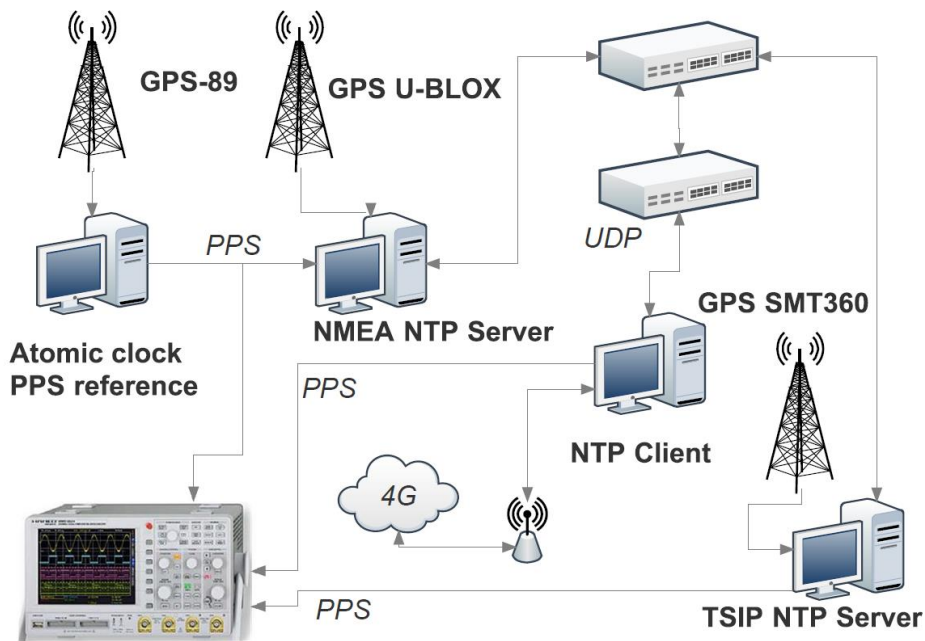 GPS-89
GPS U-BLOX
UDP
PPS
GPS SMT360
NMEA NTP Server
Atomic clock
PPS reference
PPS
NTP Client
4G
PPS
TSIP NTP Server